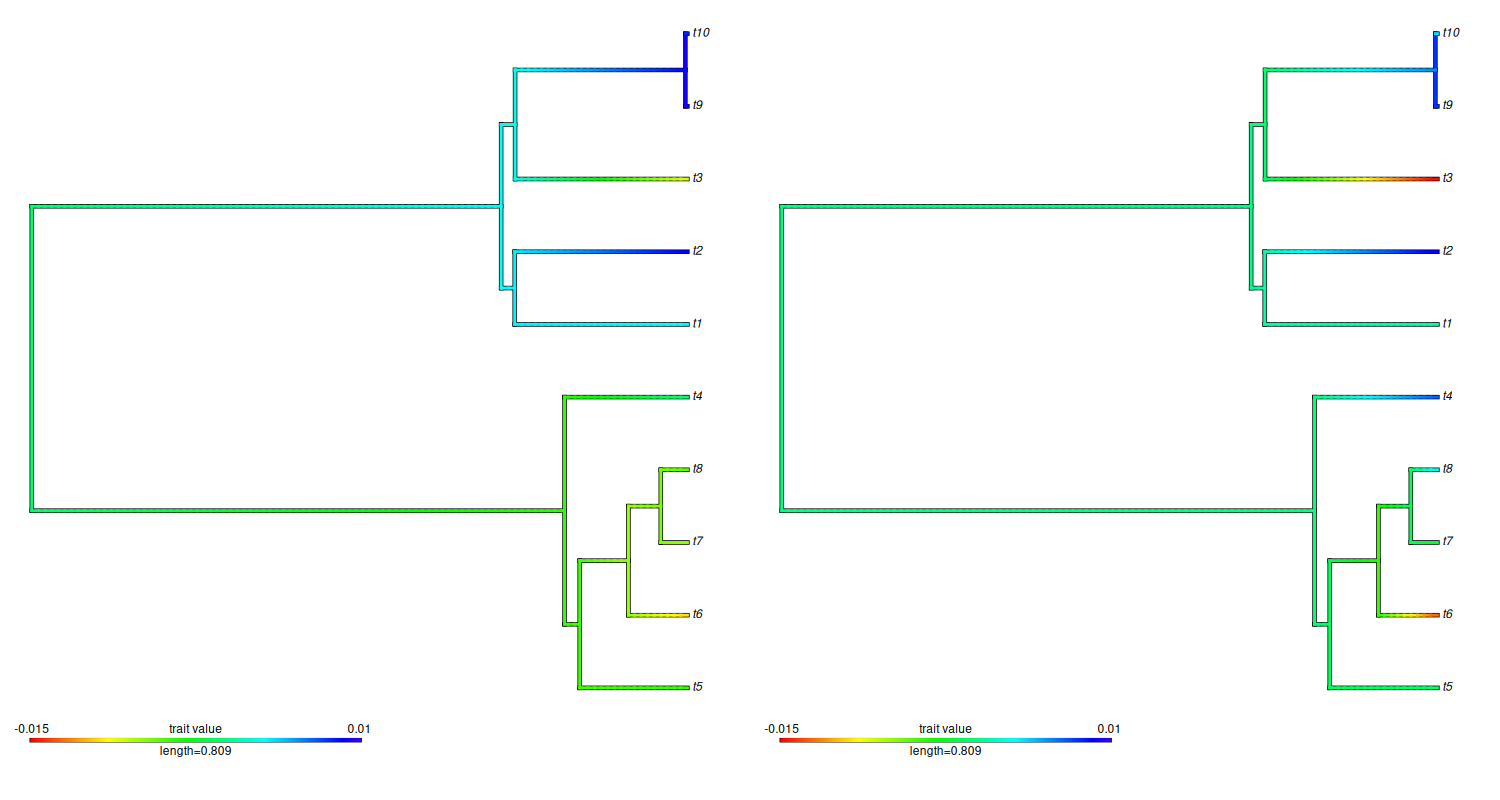 t10 t10
t9 t9
t3 t3
t2 t2
t1 t1
t4 t4
t8 t8
t7 t7
t6 t6
t5 t5
-0.015 trait value 0.01 -0.015 trait value 0.01
length=0.809 length=0.809